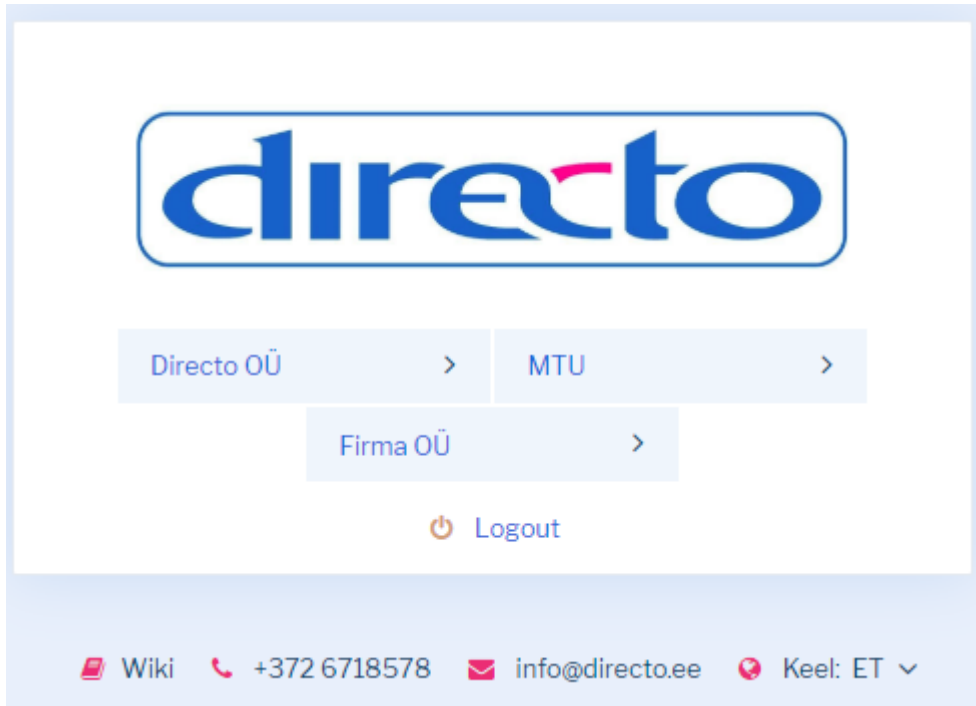 directo
Directo OÜ MTU
Firma OÜ
Logout
Wiki +372 6718578 info@directo.ee Keel: ET